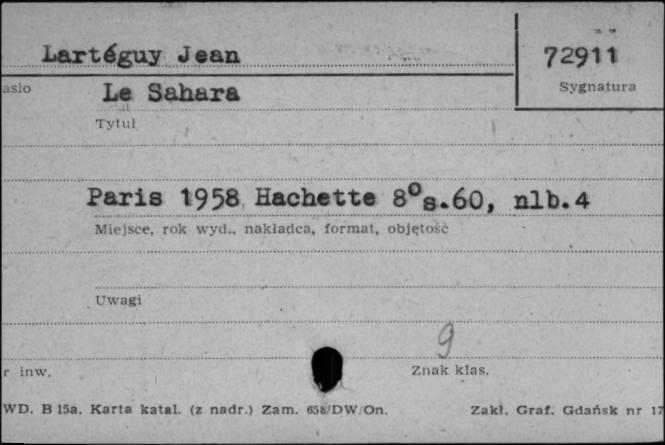 Lartéguy Jean 72911
asło Le Sahara Sygnatura
Tytuł
Paris 1958 Hachette 8° s.60, nlb.4
Miejsce, rok wyd., nakładca, format, objętość
Uwagi
9
r inw. Znak klas.
WD. B 15a. Karta katal. (z nadr.) Zam. 658/DW/On. Zakł. Graf. Gdańsk nr 17